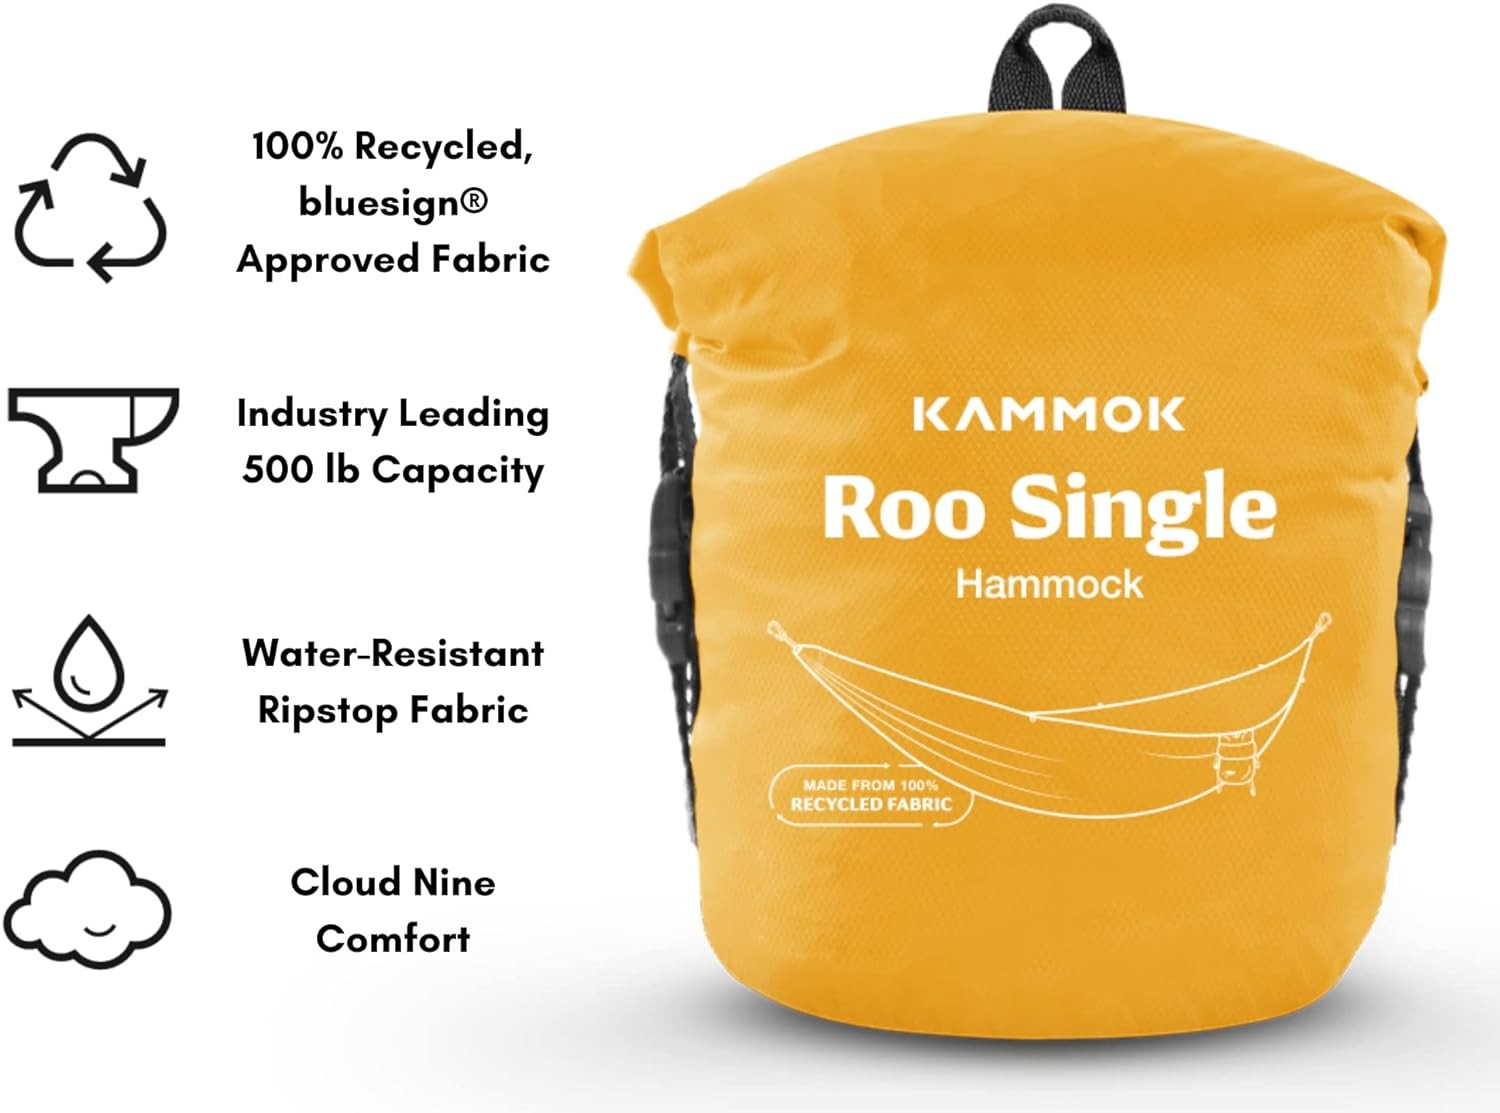 100% Recycled,
bluesign®
Approved Fabric
Industry Leading
500 lb Capacity
Water-Resistant
Ripstop Fabric
Cloud Nine
Comfort
KAMMOK
Roo Single
Hammock
MADE FROM 100%
RECYCLED FABRIC